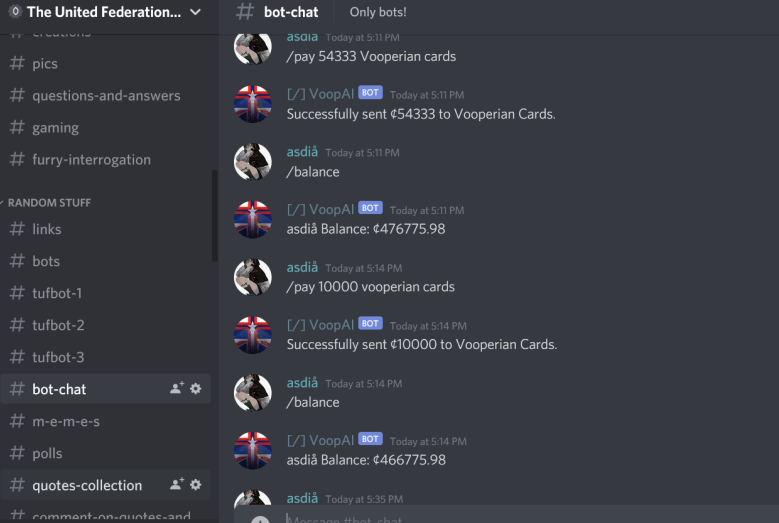 The United Federation...
# bot-chat
Only bots!
# creations
# pics
# questions-and-answers
# gaming
# furry-interrogation
RANDOM STUFF
# links
# bots
# tufbot-1
# tufbot-2
# tufbot-3
# bot-chat
# m-e-m-e-s
# polls
# quotes-collection
# comment-on-quotes-and
asdiå Today at 5:11 PM
/pay 54333 Vooperian cards
[/] VoopAI BOT Today at 5:11 PM
Successfully sent ¢54333 to Vooperian Cards.
asdiå Today at 5:11 PM
/balance
[/] VoopAI BOT Today at 5:11 PM
asdiå Balance: ¢476775.98
asdiå Today at 5:14 PM
/pay 10000 vooperian cards
[/] VoopAI BOT Today at 5:14 PM
Successfully sent ¢10000 to Vooperian Cards.
asdiå Today at 5:14 PM
/balance
[/] VoopAI BOT Today at 5:14 PM
asdiå Balance: ¢466775.98
asdiå Today at 5:35 PM
Message #bot-chat